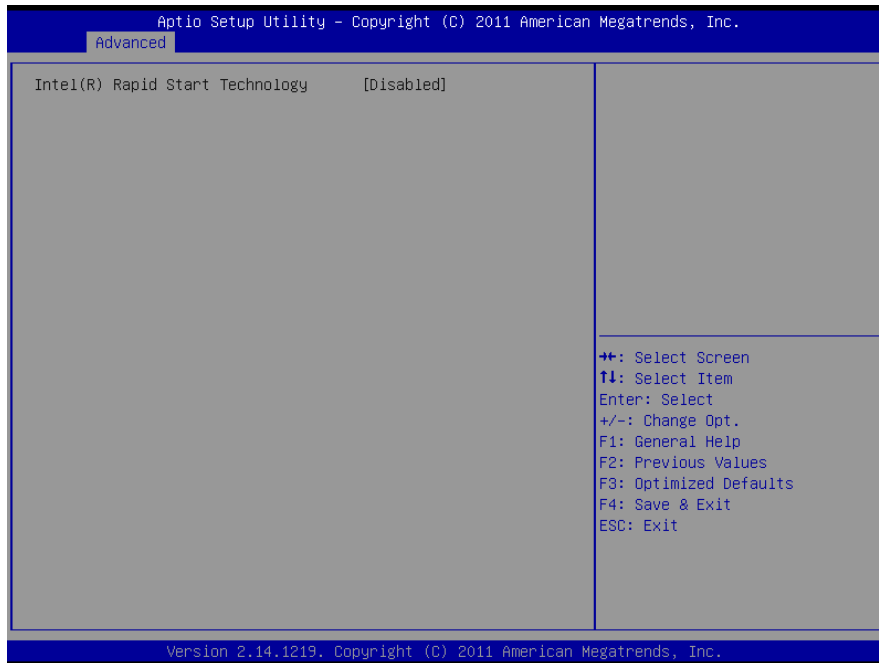 Aptio Setup Utility – Copyright (C) 2011 American Megatrends, Inc.
Advanced
Intel(R) Rapid Start Technology [Disabled]
→←: Select Screen
↑↓: Select Item
Enter: Select
+/-: Change Opt.
F1: General Help
F2: Previous Values
F3: Optimized Defaults
F4: Save & Exit
ESC: Exit
Version 2.14.1219. Copyright (C) 2011 American Megatrends, Inc.